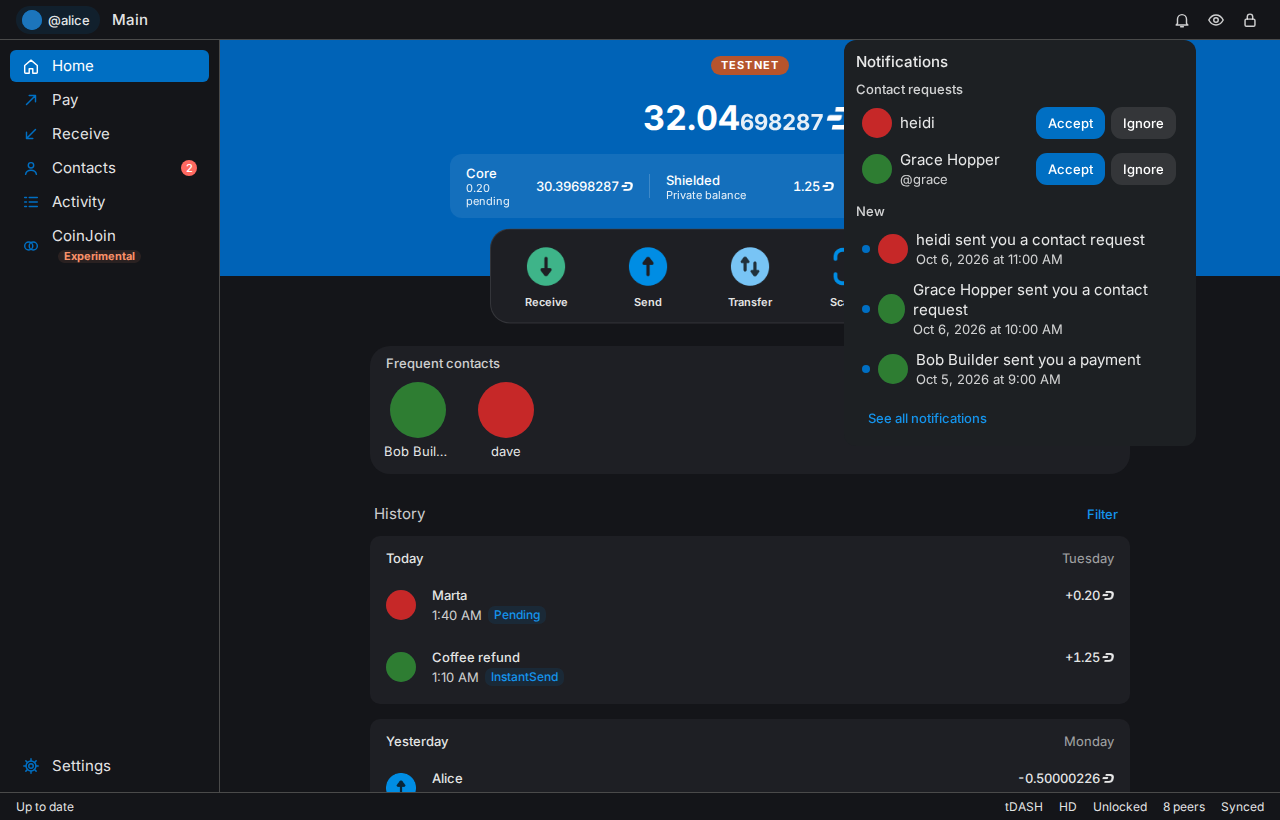 @alice
Main
Home
Pay
Receive
Contacts
2
Activity
CoinJoin
Experimental
Settings
TESTNET
32.04698287
Core
0.20
pending
30.39698287
Shielded
Private balance
1.25
Receive
Send
Transfer
Frequent contacts
Bob Buil...
dave
Notifications
Contact requests
heidi
Accept
Ignore
Grace Hopper
@grace
Accept
Ignore
New
heidi sent you a contact request
Oct 6, 2026 at 11:00 AM
Grace Hopper sent you a contact
request
Oct 6, 2026 at 10:00 AM
Bob Builder sent you a payment
Oct 5, 2026 at 9:00 AM
See all notifications
History
Filter
Today
Tuesday
Marta
+0.20
1:40 AM Pending
Coffee refund
+1.25
1:10 AM InstantSend
Yesterday
Monday
Alice
-0.50000226
Up to date
tDASH HD Unlocked 8 peers Synced